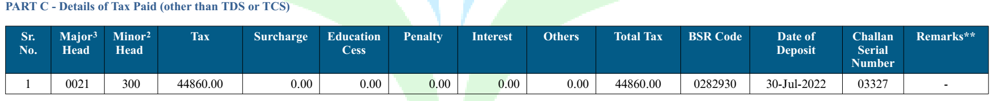 PART C - Details of Tax Paid (other than TDS or TCS)
Sr. No. Major³ Head Minor² Head Tax Surcharge Education Cess Penalty Interest Others Total Tax BSR Code Date of Deposit Challan Serial Number Remarks**
1 0021 300 44860.00 0.00 0.00 0.00 0.00 0.00 44860.00 0282930 30-Jul-2022 03327 -